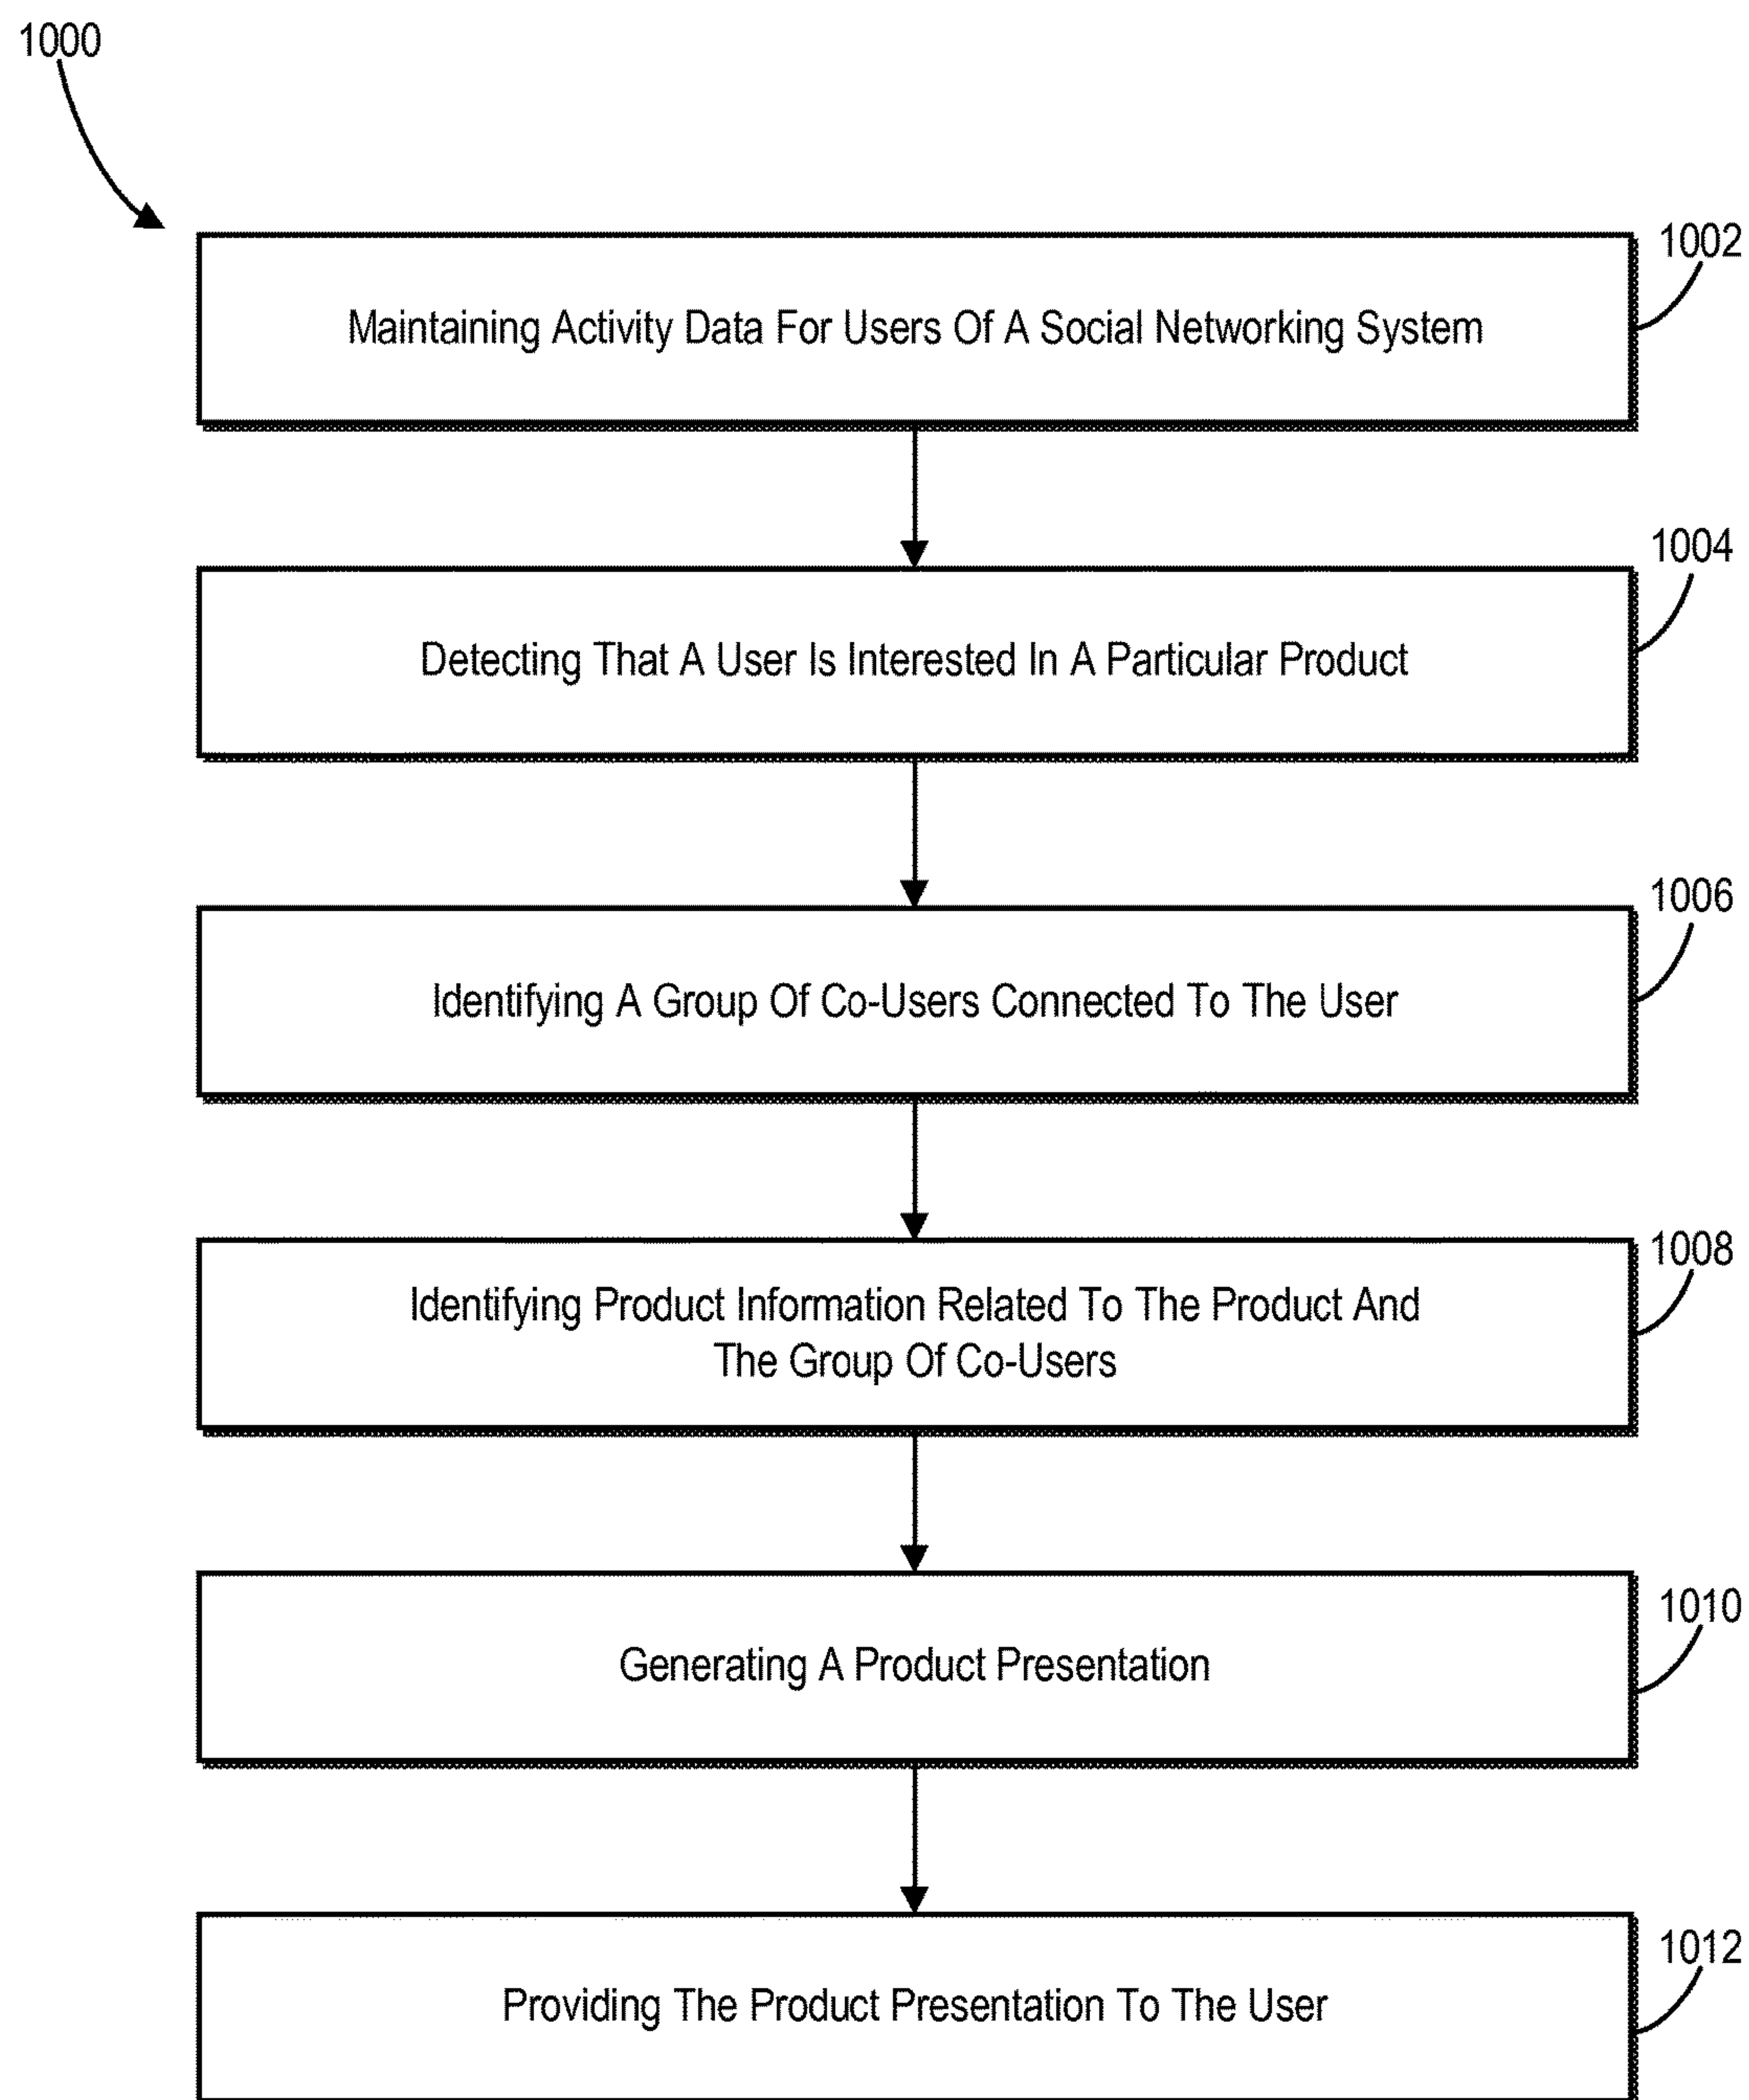 1000
1002
Maintaining Activity Data For Users Of A Social Networking System
1004
Detecting That A User Is Interested In A Particular Product
1006
Identifying A Group Of Co-Users Connected To The User
1008
Identifying Product Information Related To The Product And
The Group Of Co-Users
1010
Generating A Product Presentation
1012
Providing The Product Presentation To The User